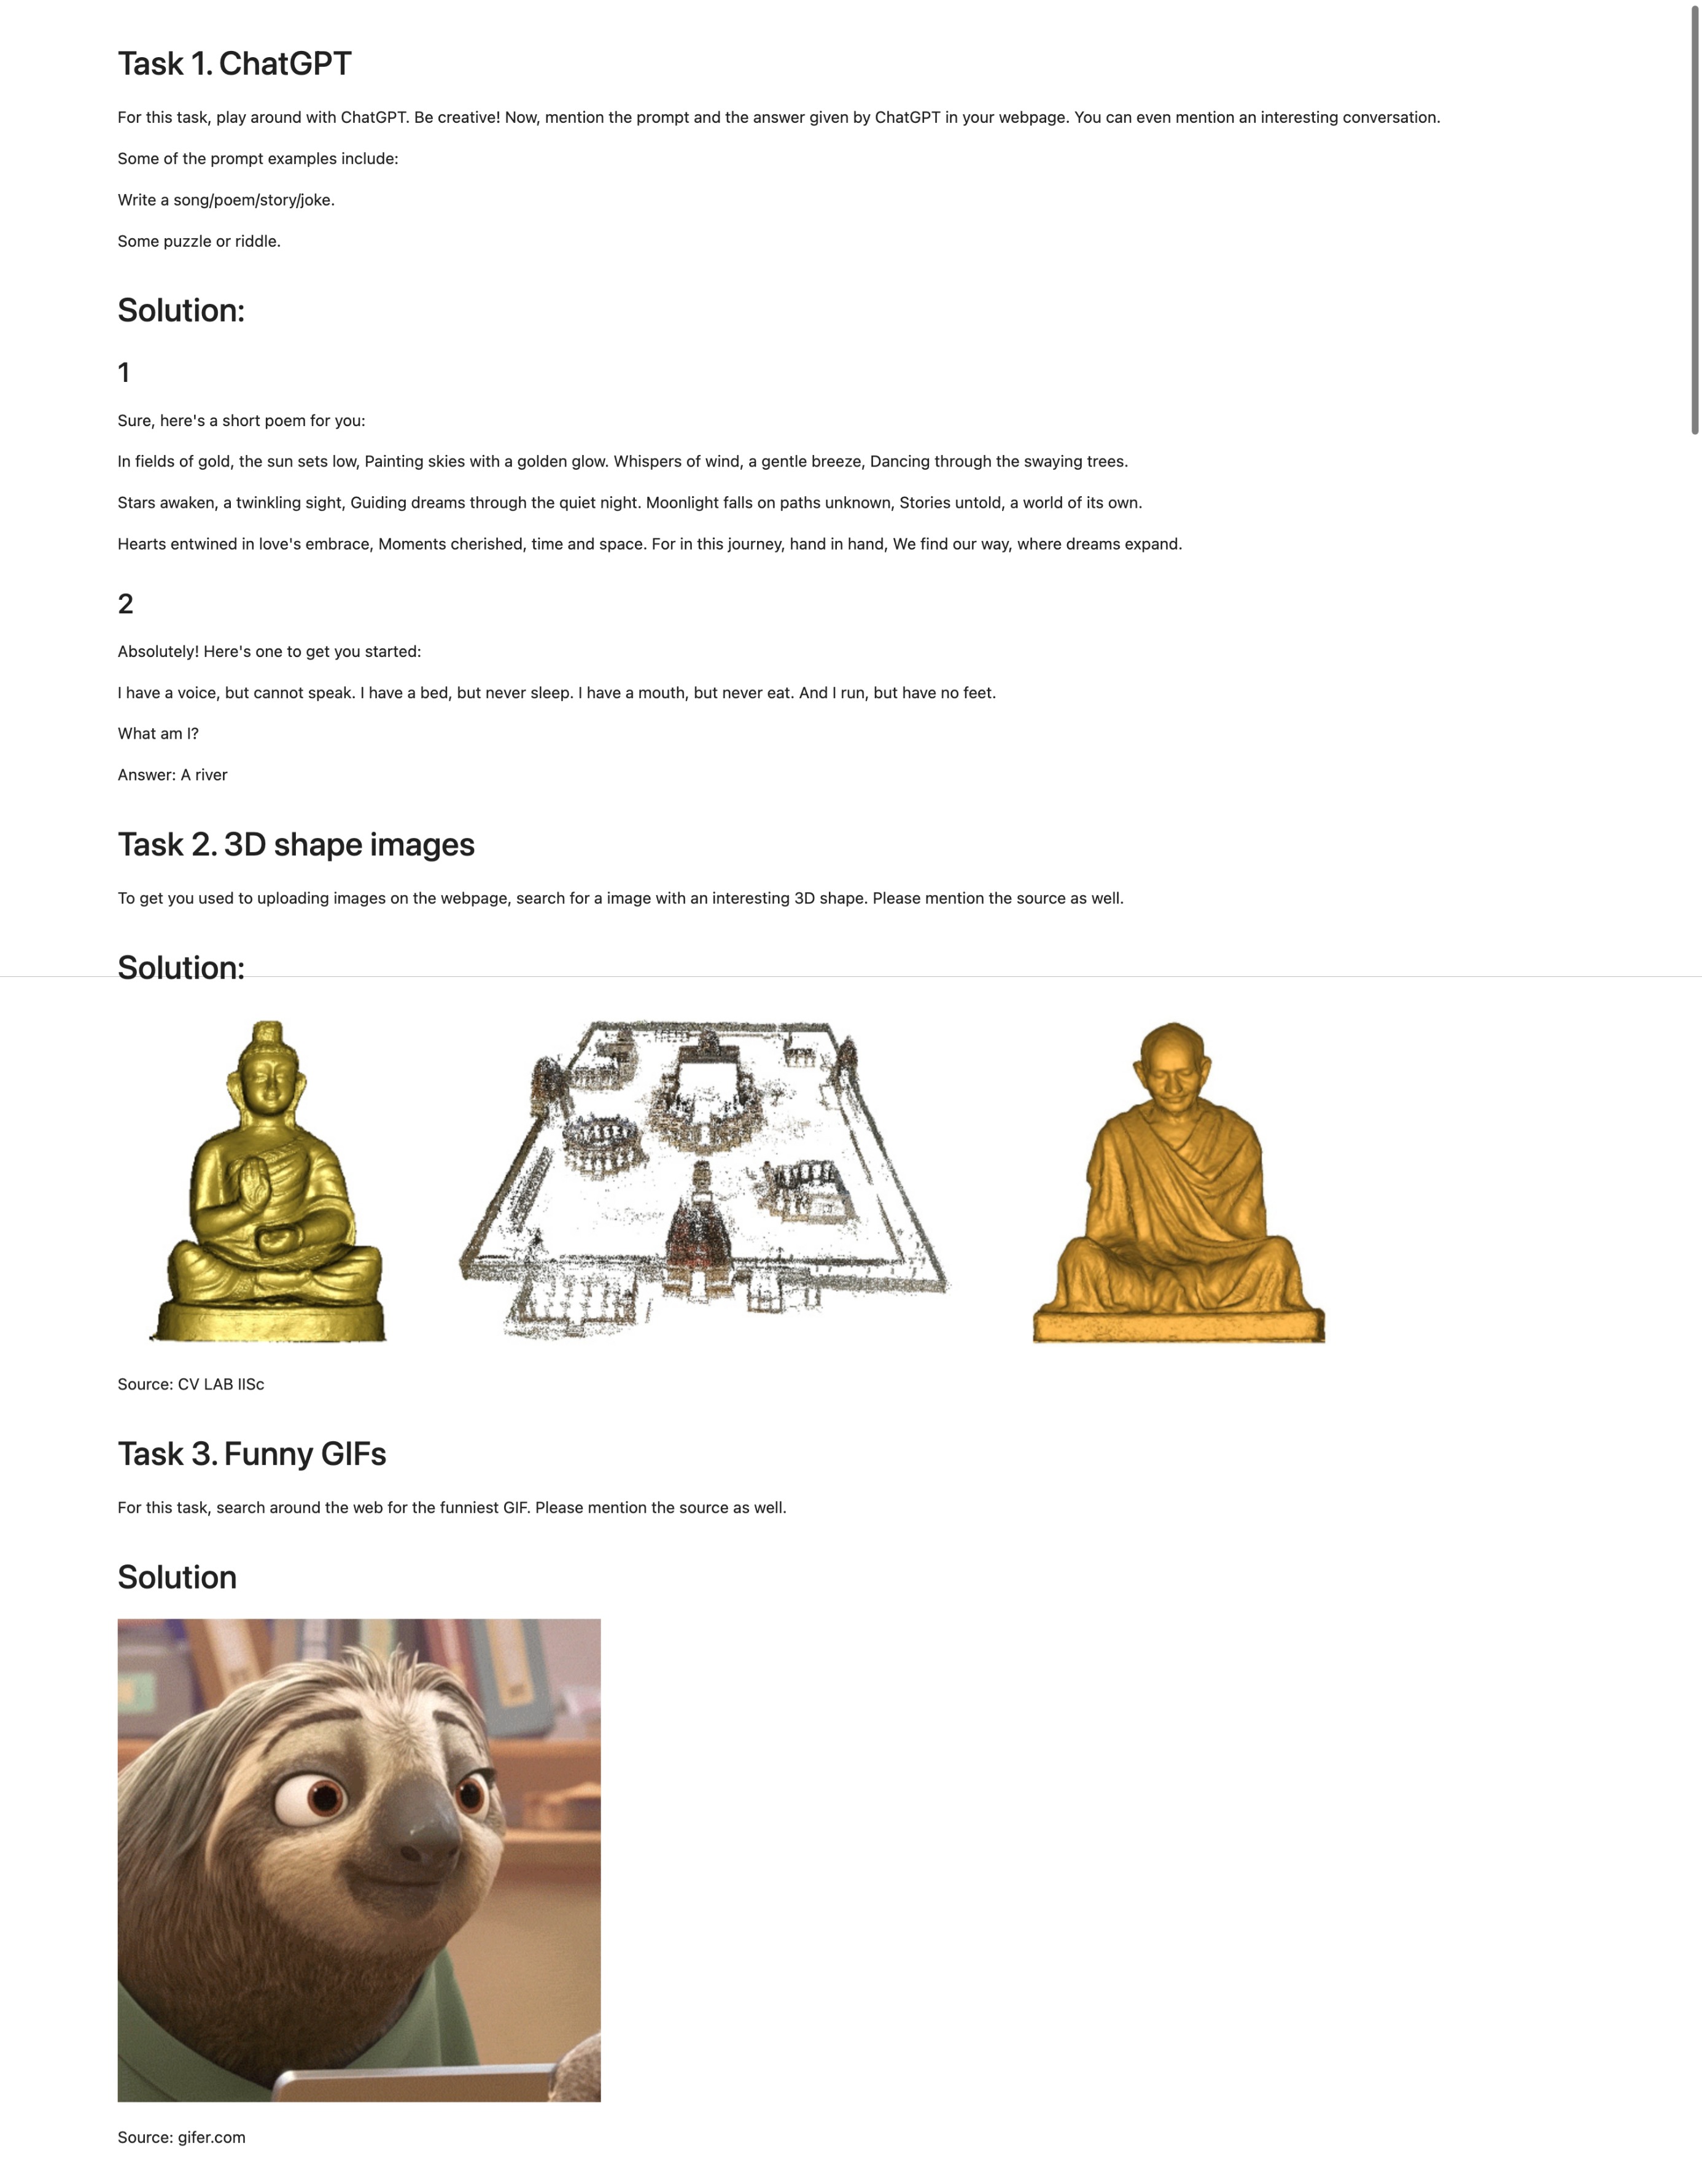 Task 1. ChatGPT
For this task, play around with ChatGPT. Be creative! Now, mention the prompt and the answer given by ChatGPT in your webpage. You can even mention an interesting conversation.
Some of the prompt examples include:
Write a song/poem/story/joke.
Some puzzle or riddle.
Solution:
1
Sure, here's a short poem for you:
In fields of gold, the sun sets low, Painting skies with a golden glow. Whispers of wind, a gentle breeze, Dancing through the swaying trees.
Stars awaken, a twinkling sight, Guiding dreams through the quiet night. Moonlight falls on paths unknown, Stories untold, a world of its own.
Hearts entwined in love's embrace, Moments cherished, time and space. For in this journey, hand in hand, We find our way, where dreams expand.
2
Absolutely! Here's one to get you started:
I have a voice, but cannot speak. I have a bed, but never sleep. I have a mouth, but never eat. And I run, but have no feet.
What am I?
Answer: A river
Task 2. 3D shape images
To get you used to uploading images on the webpage, search for a image with an interesting 3D shape. Please mention the source as well.
Solution:
Source: CV LAB IISc
Task 3. Funny GIFs
For this task, search around the web for the funniest GIF. Please mention the source as well.
Solution
Source: gifer.com